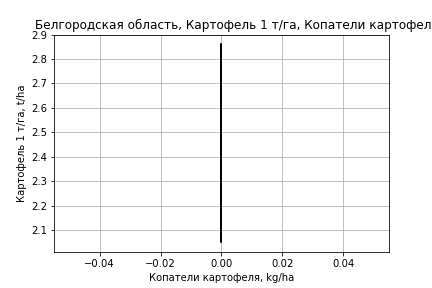 Белгородская область, Картофель 1 т/га, Копатели картофел
2.9
2.8
2.7
2.6
2.5
2.4
2.3
2.2
2.1
Картофель 1 т/га, t/ha
−0.04 −0.02 0.00 0.02 0.04
Копатели картофеля, kg/ha